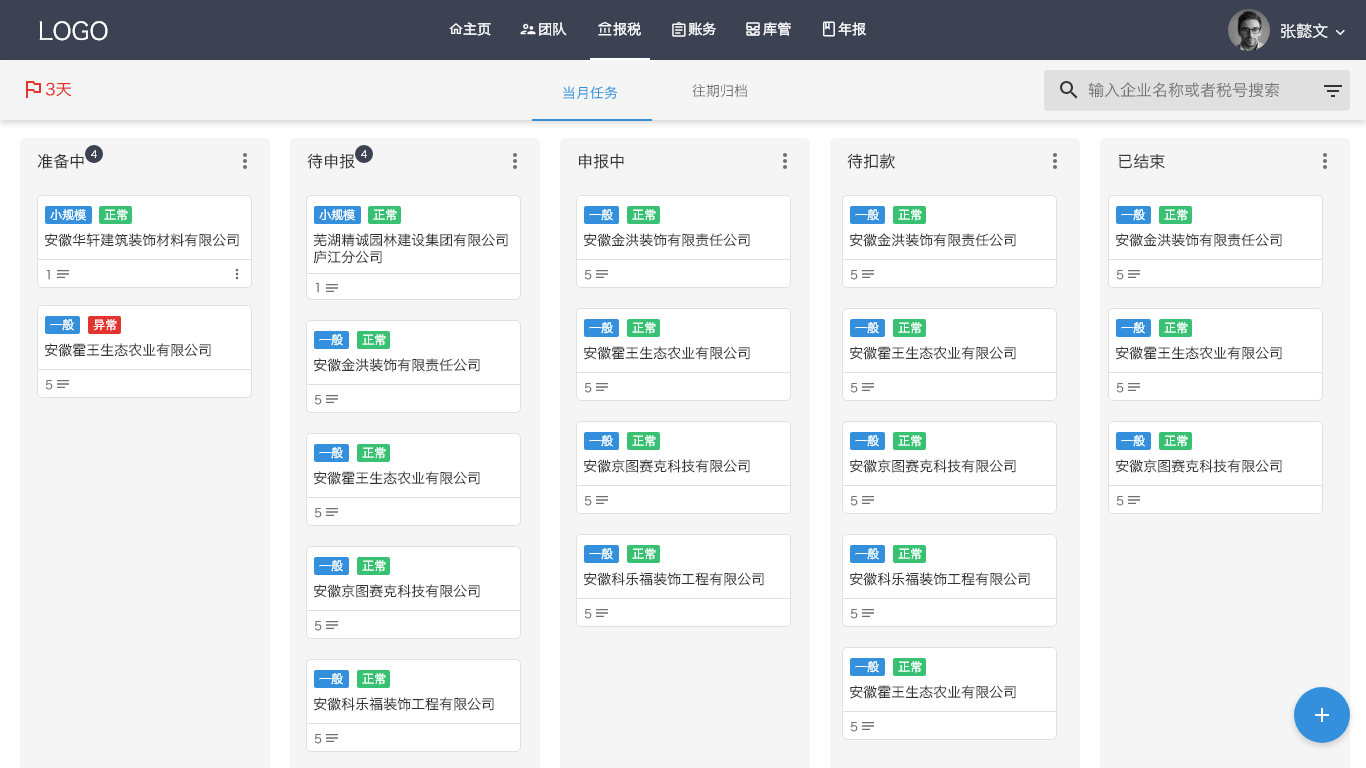 LOGO
主页
团队
报税
账务
库管
年报
张懿文
3天
当月任务
往期归档
输入企业名称或者税号搜索
准备中 4
小规模 正常
安徽华轩建筑装饰材料有限公司
1
一般 异常
安徽霍王生态农业有限公司
5
待申报 4
小规模 正常
芜湖精诚园林建设集团有限公司
庐江分公司
1
一般 正常
安徽金洪装饰有限责任公司
5
一般 正常
安徽霍王生态农业有限公司
5
一般 正常
安徽京图赛克科技有限公司
5
一般 正常
安徽科乐福装饰工程有限公司
5
申报中
一般 正常
安徽金洪装饰有限责任公司
5
一般 正常
安徽霍王生态农业有限公司
5
一般 正常
安徽京图赛克科技有限公司
5
一般 正常
安徽科乐福装饰工程有限公司
5
待扣款
一般 正常
安徽金洪装饰有限责任公司
5
一般 正常
安徽霍王生态农业有限公司
5
一般 正常
安徽京图赛克科技有限公司
5
一般 正常
安徽科乐福装饰工程有限公司
5
一般 正常
安徽霍王生态农业有限公司
5
已结束
一般 正常
安徽金洪装饰有限责任公司
5
一般 正常
安徽霍王生态农业有限公司
5
一般 正常
安徽京图赛克科技有限公司
5